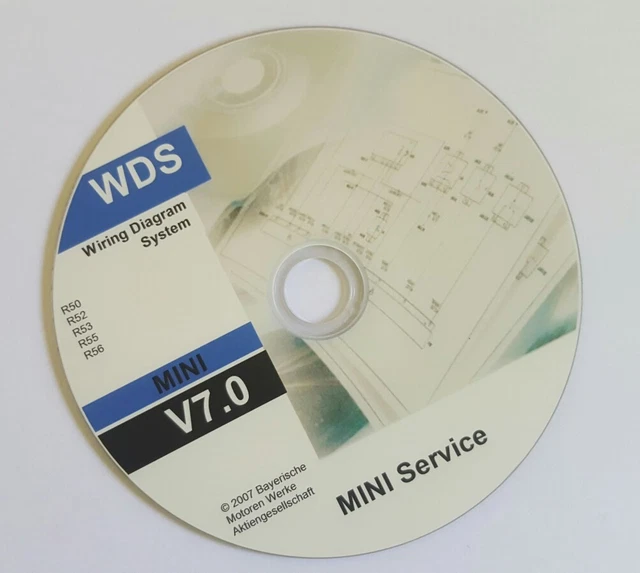 WDS
Wiring Diagram
System
R50
R52
R53
R55
R56
MINI
V7.0
© 2007 Bayerische
Motoren Werke
Aktiengesellschaft
MINI Service